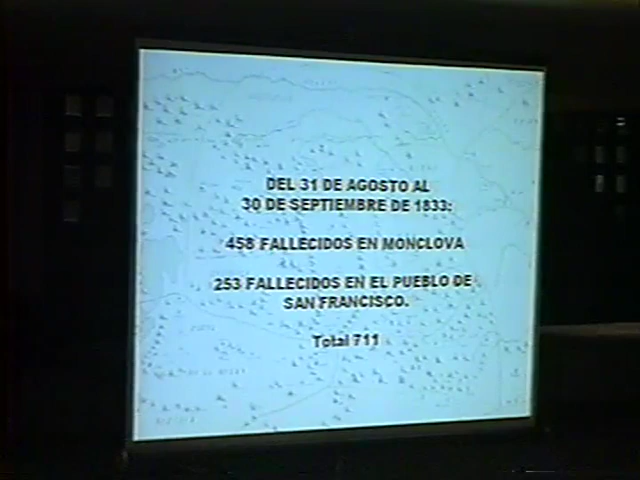 DEL 31 DE AGOSTO AL
30 DE SEPTIEMBRE DE 1833:
458 FALLECIDOS EN MONCLOVA
253 FALLECIDOS EN EL PUEBLO DE
SAN FRANCISCO.
Total 711